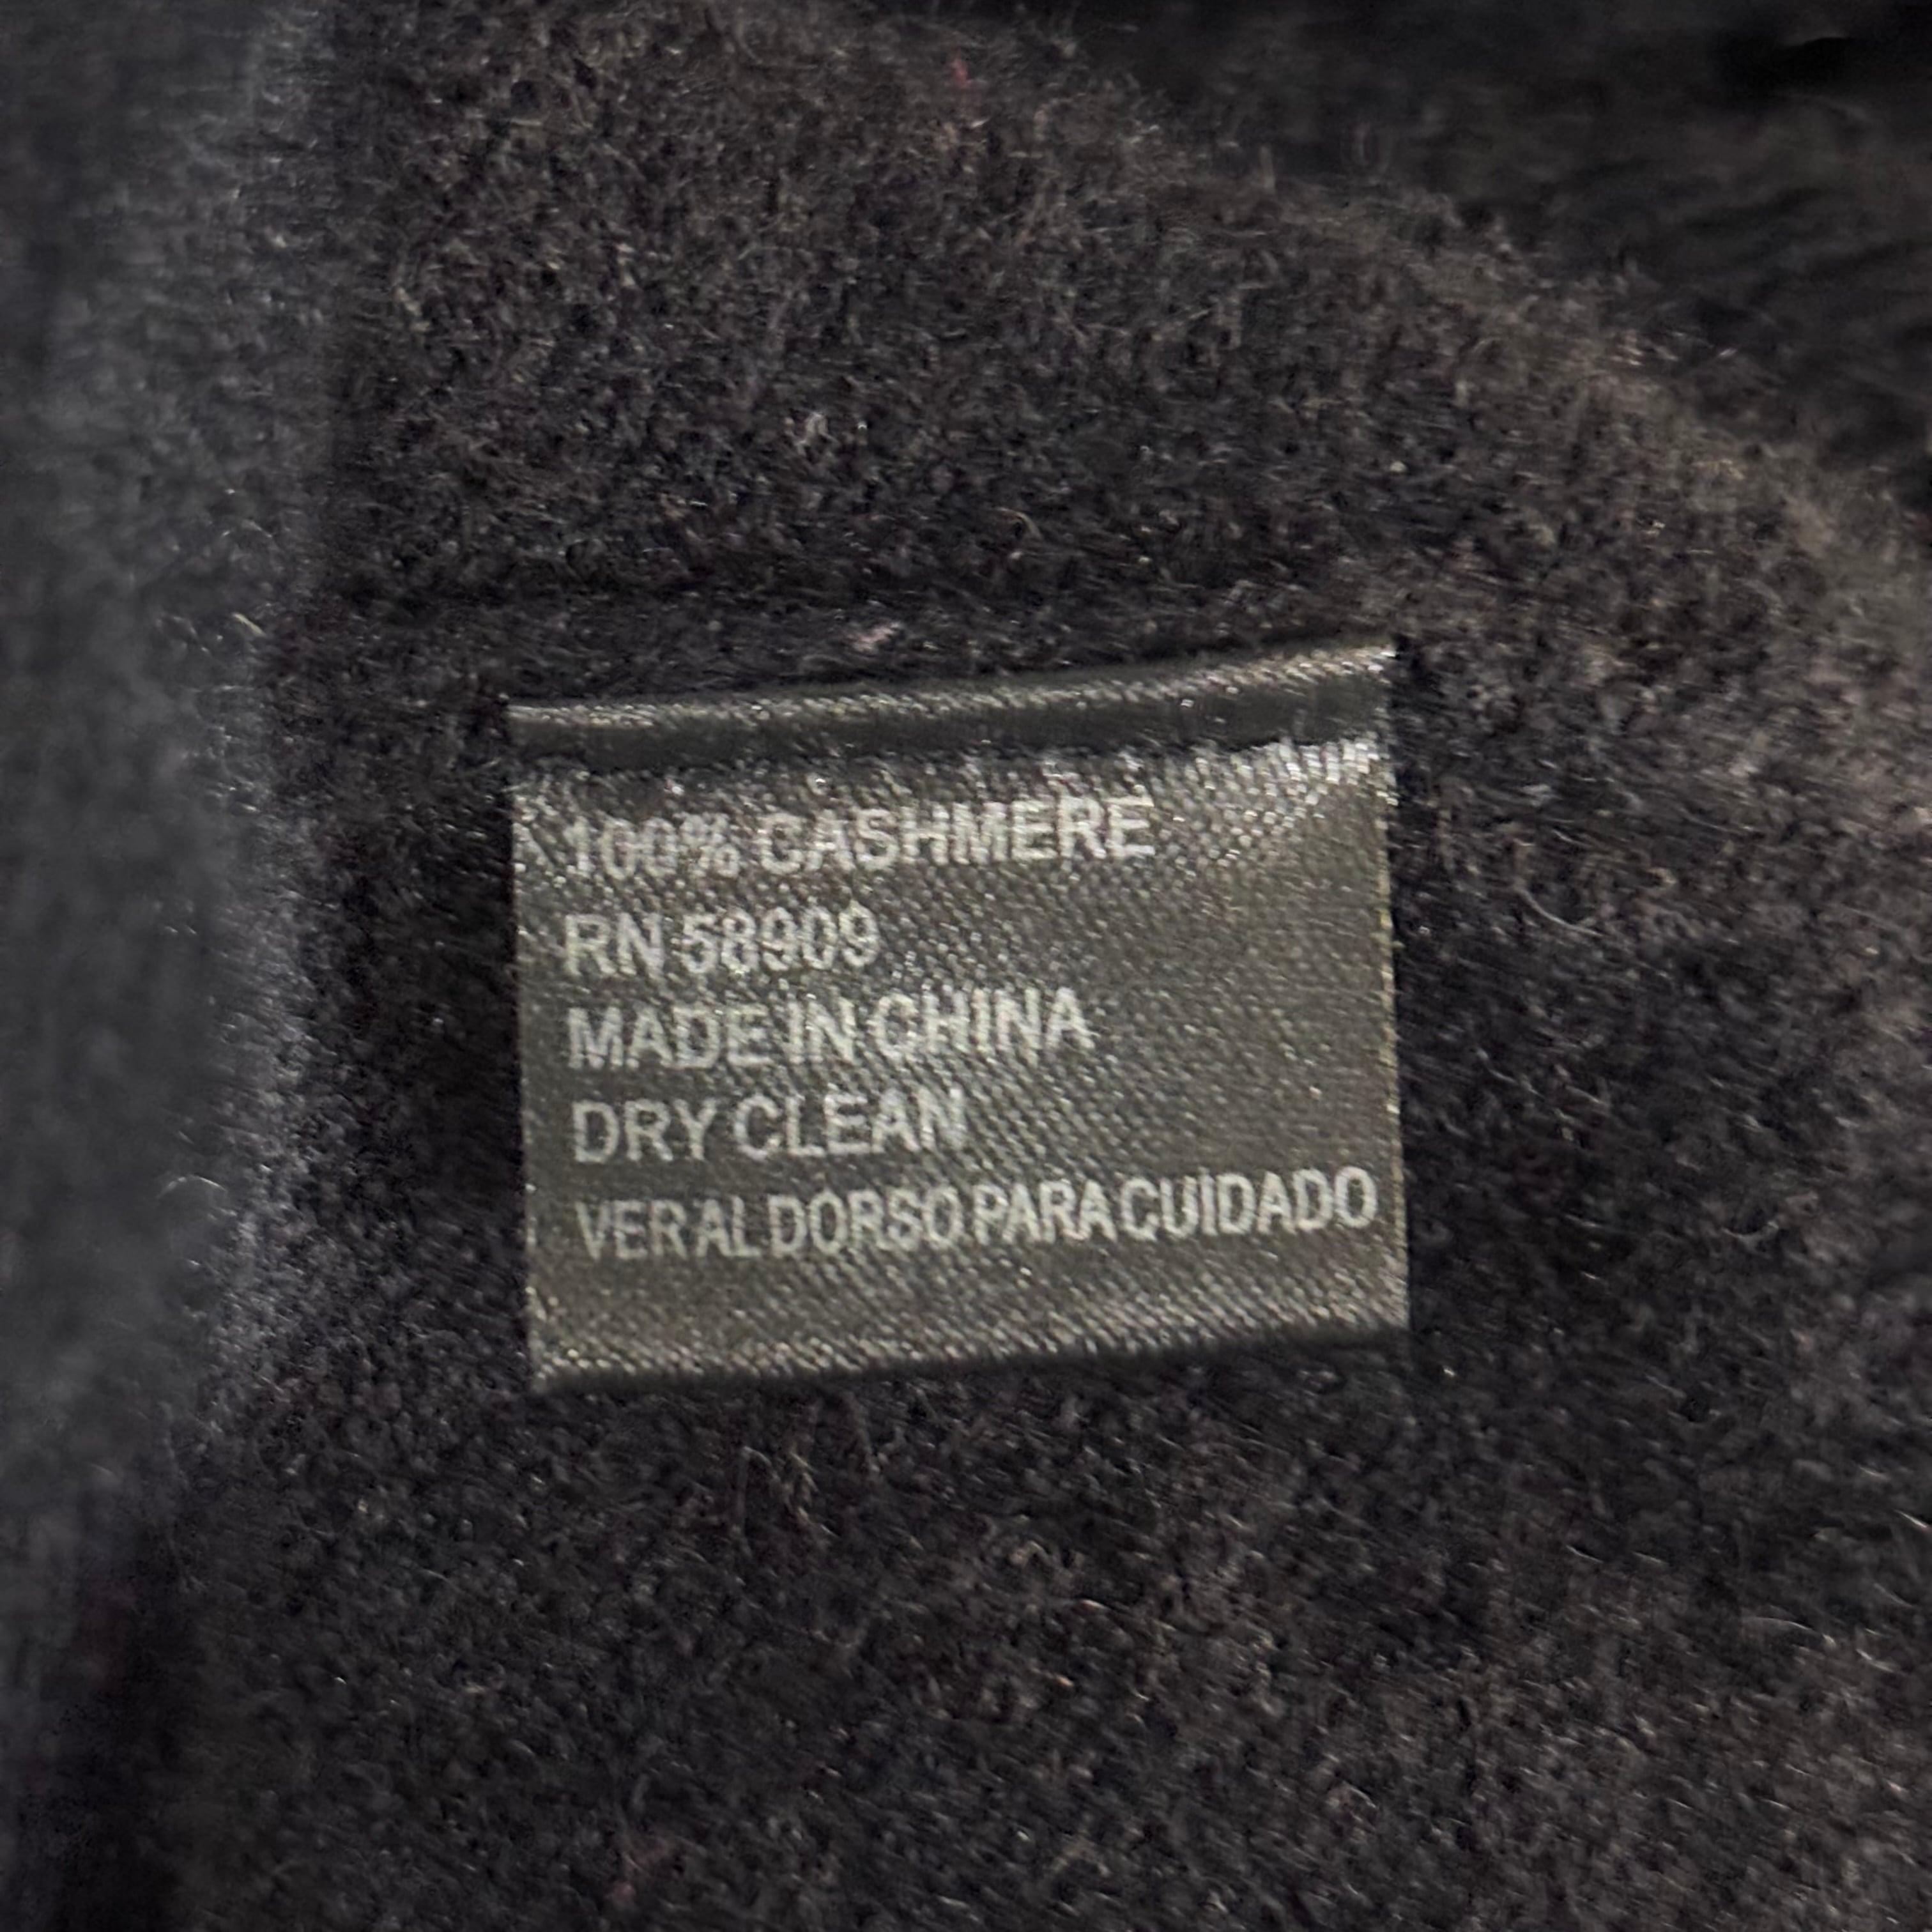 100% CASHMERE
RN 58909
MADE IN CHINA
DRY CLEAN
VER AL DORSO PARA CUIDADO